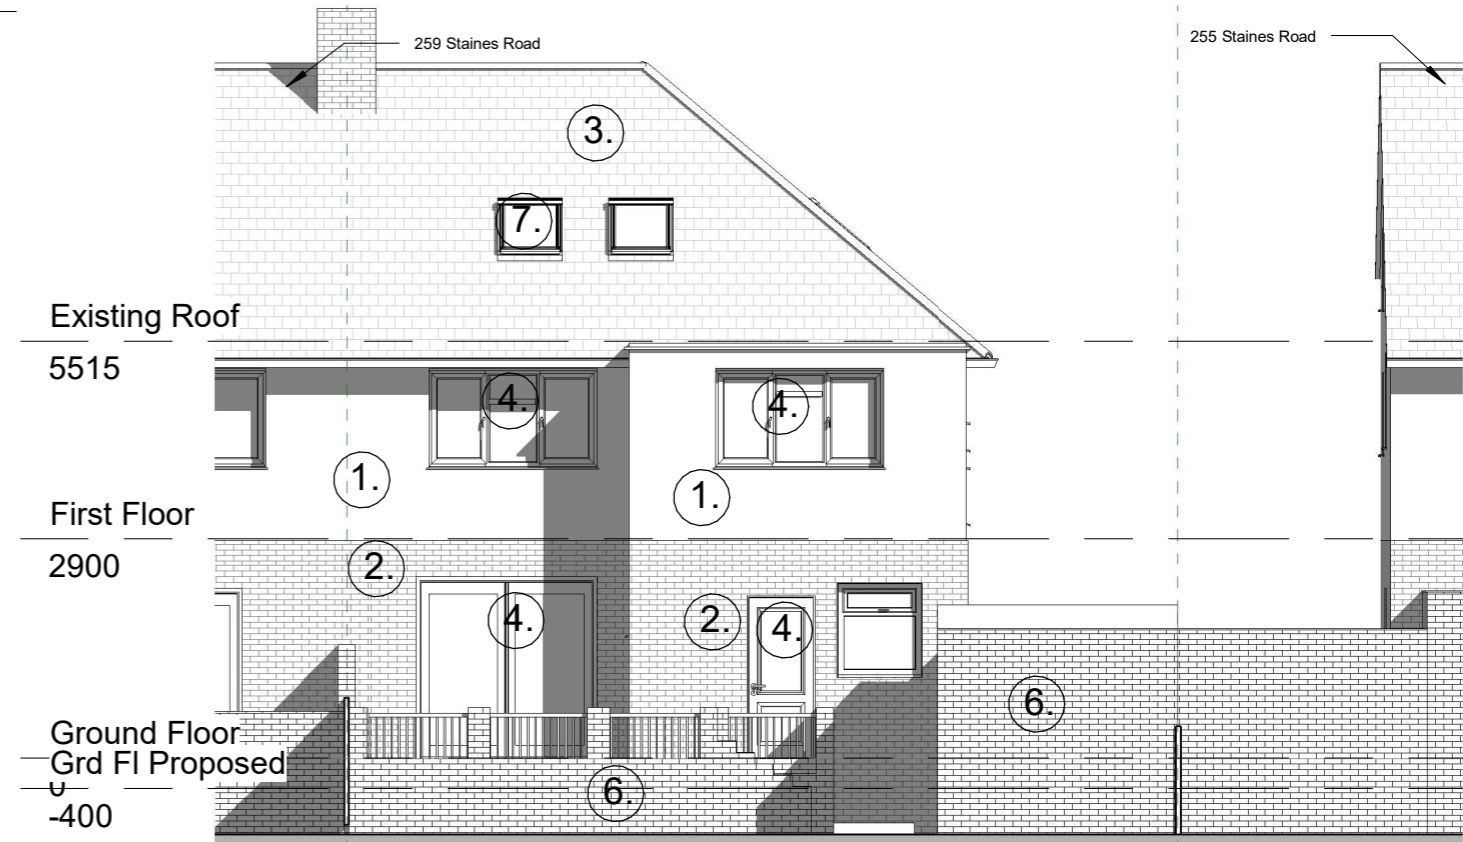 259 Staines Road
255 Staines Road
3.
7.
Existing Roof
5515
4.
4.
1.
1.
First Floor
2900
2.
4.
2.
4.
6.
Ground Floor
Grd Fl Proposed
0
-400
6.